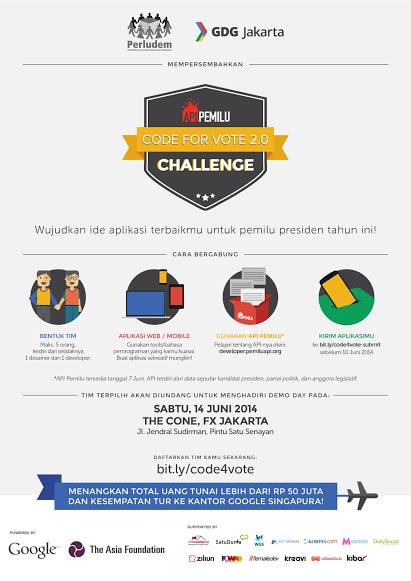 Perludem
GDG Jakarta
MEMPERSEMBAHKAN
API PEMILU
CODE FOR VOTE 2.0
CHALLENGE
Wujudkan ide aplikasi terbaikmu untuk pemilu presiden tahun ini!
CARA BERGABUNG
BENTUK TIM
Maks. 5 orang,
terdiri dari setidaknya
1 desainer dan 1 developer.
APLIKASI WEB / MOBILE
Gunakan tools/bahasa
pemrograman yang kamu kuasai.
Buat aplikasi sekreatif mungkin!
GUNAKAN API PEMILU*
Pelajari tentang API-nya disini:
developer.pemiluapi.org
KIRIM APLIKASIMU
ke bit.ly/code4vote-submit
sebelum 10 Juni 2014
*API Pemilu tersedia tanggal 7 Juni. API terdiri dari data seputar kandidat presiden, partai politik, dan anggota legislatif.
TIM TERPILIH AKAN DIUNDANG UNTUK MENGHADIRI DEMO DAY PADA:
SABTU, 14 JUNI 2014
THE CONE, FX JAKARTA
Jl. Jendral Sudirman, Pintu Satu Senayan
DAFTARKAN TIM KAMU SEKARANG:
bit.ly/code4vote
MENANGKAN TOTAL UANG TUNAI LEBIH DARI RP 50 JUTA
DAN KESEMPATAN TUR KE KANTOR GOOGLE SINGAPURA!
POWERED BY
Google
The Asia Foundation
SUPPORTED BY
SatuDunia
WGS
DailySocial
ziliun
femaledev
kreavi
kibar